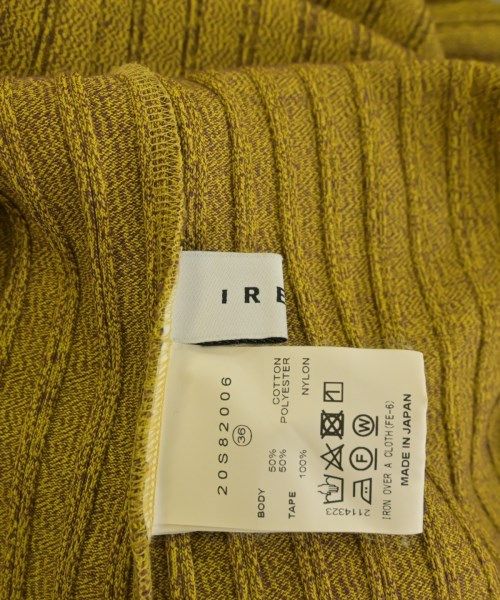 IRE
20S82006
36
BODY 50% COTTON
50% POLYESTER
TAPE 100% NYLON
F W
2114323
IRON OVER A CLOTH(FE-6)
MADE IN JAPAN